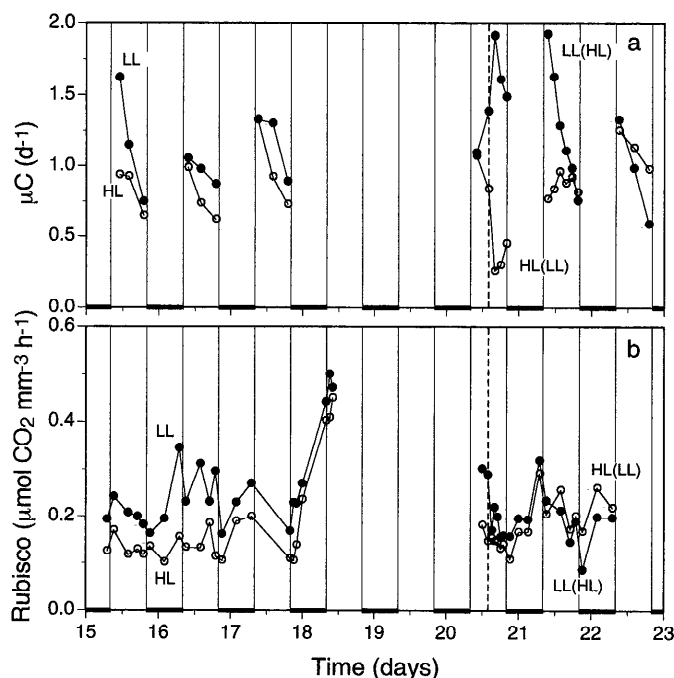 2.0
1.5
1.0
0.5
0.0
μC (d-1)
a
LL
HL
LL(HL)
HL(LL)
0.6
0.4
0.2
0.0
Rubisco (μmol CO2 mm-3 h-1)
b
LL
HL
HL(LL)
LL(HL)
15 16 17 18 19 20 21 22 23
Time (days)